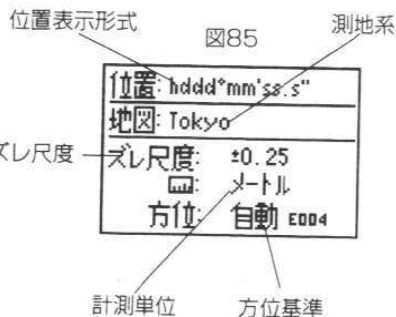 位置表示形式
図85
測地系
位置: hddd°mm'ss.s"
地図: Tokyo
ズレ尺度
ズレ尺度: ±0.25
メートル
方位: 自動 E004
計測単位
方位基準